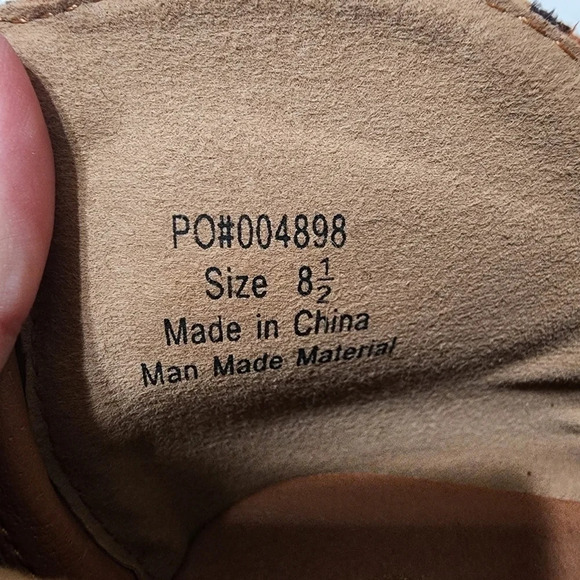 PO#004898
Size 8½
Made in China
Man Made Material